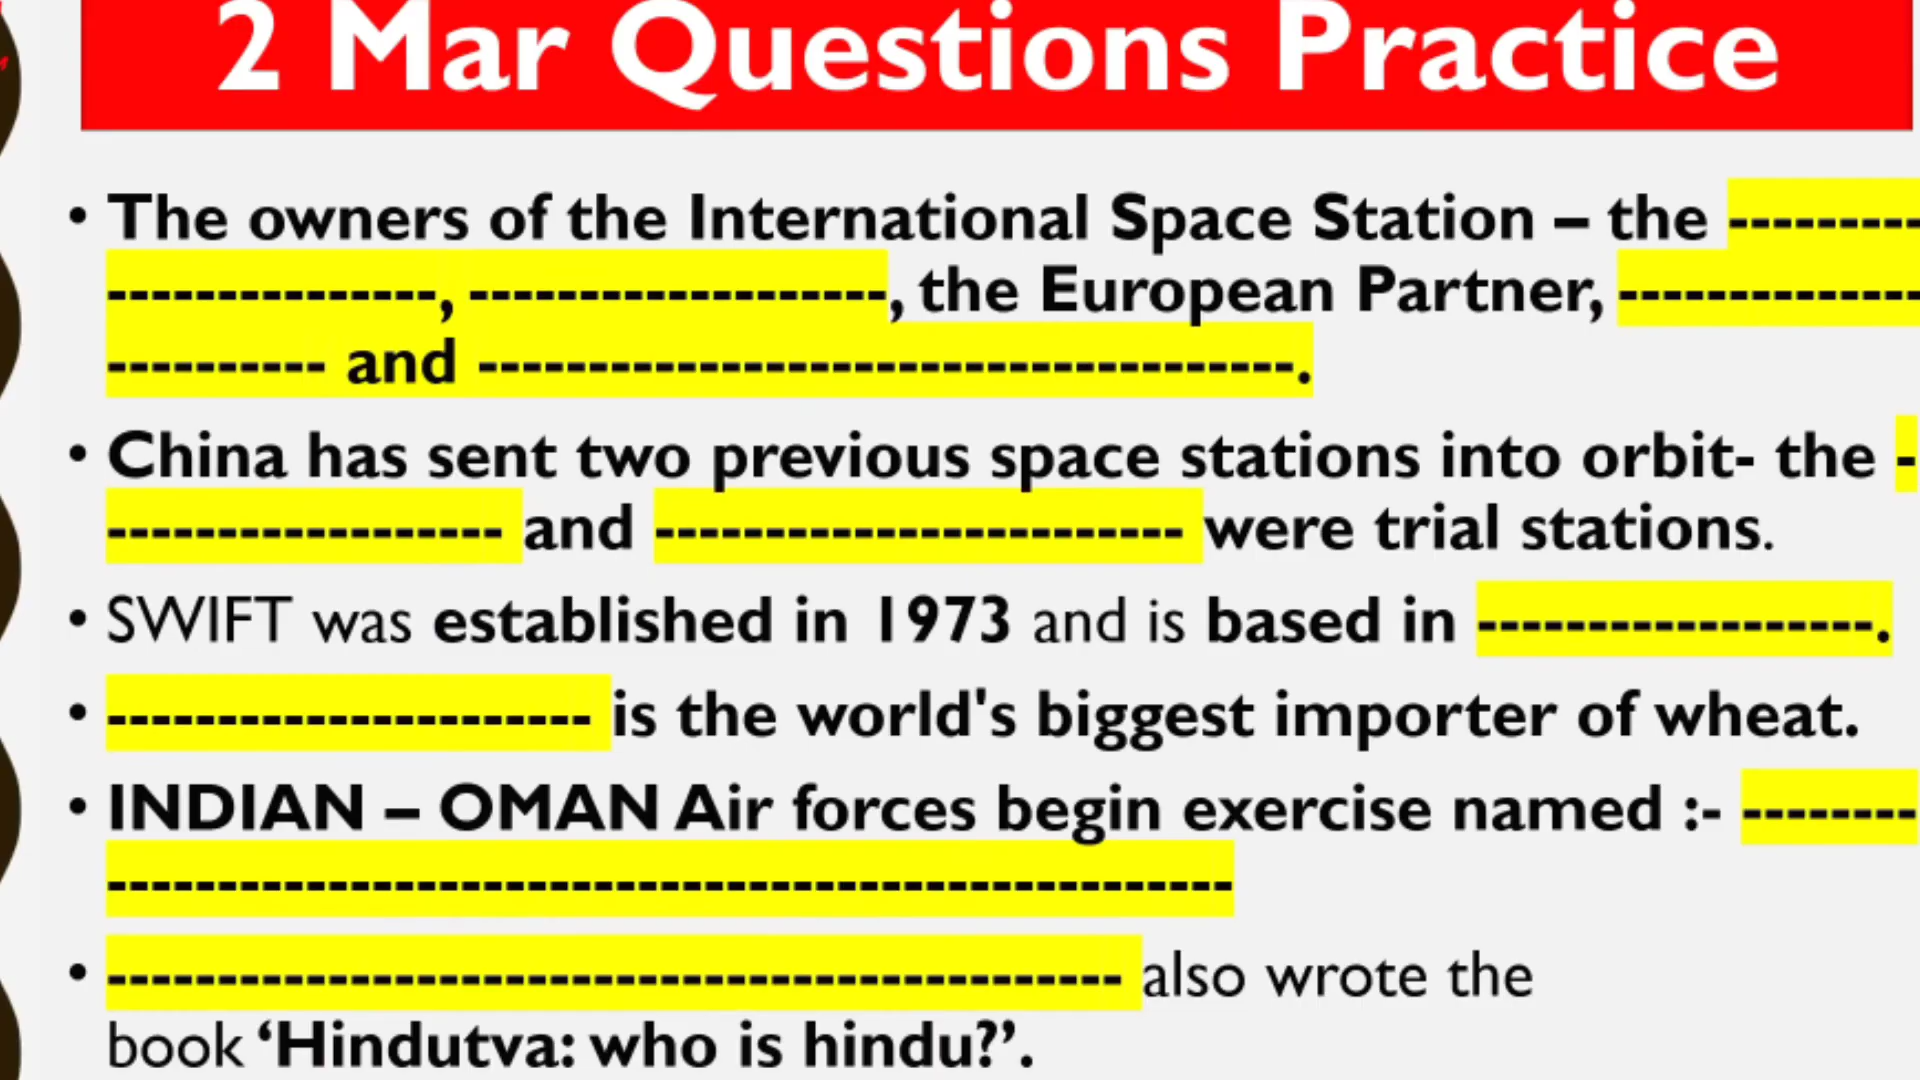 2 Mar Questions Practice
• The owners of the International Space Station – the ---------
------------------, -----------------------, the European Partner, -----------------
------------ and ---------------------------------------------.
• China has sent two previous space stations into orbit- the -
---------------------- and ----------------------------- were trial stations.
• SWIFT was established in 1973 and is based in ----------------------.
• --------------------------- is the world's biggest importer of wheat.
• INDIAN – OMAN Air forces begin exercise named :- --------
--------------------------------------------------------------
• -------------------------------------------------------- also wrote the
book ‘Hindutva: who is hindu?’.